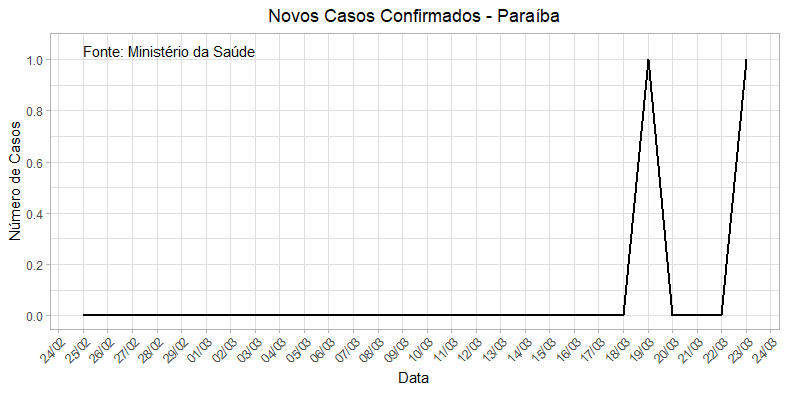 Novos Casos Confirmados - Paraíba
Fonte: Ministério da Saúde
Número de Casos
1.0
0.8
0.6
0.4
0.2
0.0
24/02 25/02 26/02 27/02 28/02 29/02 01/03 02/03 03/03 04/03 05/03 06/03 07/03 08/03 09/03 10/03 11/03 12/03 13/03 14/03 15/03 16/03 17/03 18/03 19/03 20/03 21/03 22/03 23/03 24/03
Data